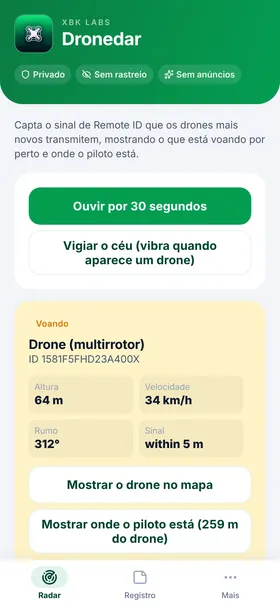 XBK LABS
Dronedar
Privado
Sem rastreio
Sem anúncios
Capta o sinal de Remote ID que os drones mais
novos transmitem, mostrando o que está voando por
perto e onde o piloto está.
Ouvir por 30 segundos
Vigiar o céu (vibra quando
aparece um drone)
Voando
Drone (multirrotor)
ID 1581F5FHD23A400X
Altura
64 m
Velocidade
34 km/h
Rumo
312°
Sinal
within 5 m
Mostrar o drone no mapa
Mostrar onde o piloto está (259 m
do drone)
Radar
Registro
Mais